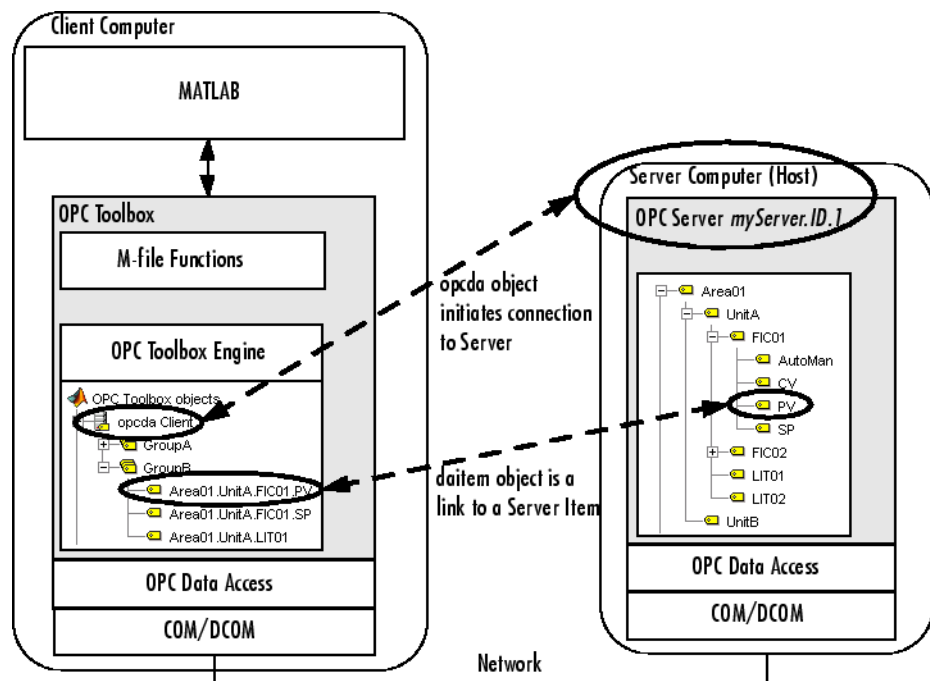 Client Computer
MATLAB
OPC Toolbox
M-file Functions
OPC Toolbox Engine
OPC Toolbox objects
opcda Client
GroupA
GroupB
Area01.UnitA.FIC01.PV
Area01.UnitA.FIC01.SP
Area01.UnitA.LIT01
OPC Data Access
COM/DCOM
opcda object
initiates connection
to Server
daitem object is a
link to a Server Item
Network
Server Computer (Host)
OPC Server myServer.ID.1
Area01
UnitA
FIC01
AutoMan
CV
PV
SP
FIC02
LIT01
LIT02
UnitB
OPC Data Access
COM/DCOM